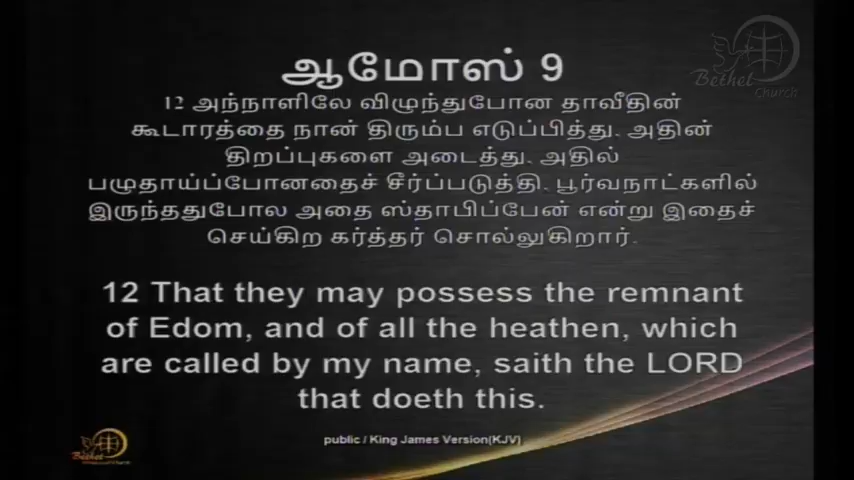 Bethel
Church
ஆமோஸ் 9
12 அந்நாளிலே விழுந்துபோன தாவீதின்
கூடாரத்தை நான் திரும்ப எடுப்பித்து, அதின்
திறப்புகளை அடைத்து, அதில்
பழுதாய்ப்போனதைச் சீர்ப்படுத்தி, பூர்வநாட்களில்
இருந்ததுபோல அதை ஸ்தாபிப்பேன் என்று இதைச்
செய்கிற கர்த்தர் சொல்லுகிறார்.
12 That they may possess the remnant
of Edom, and of all the heathen, which
are called by my name, saith the LORD
that doeth this.
public / King James Version(KJV)
Bethel